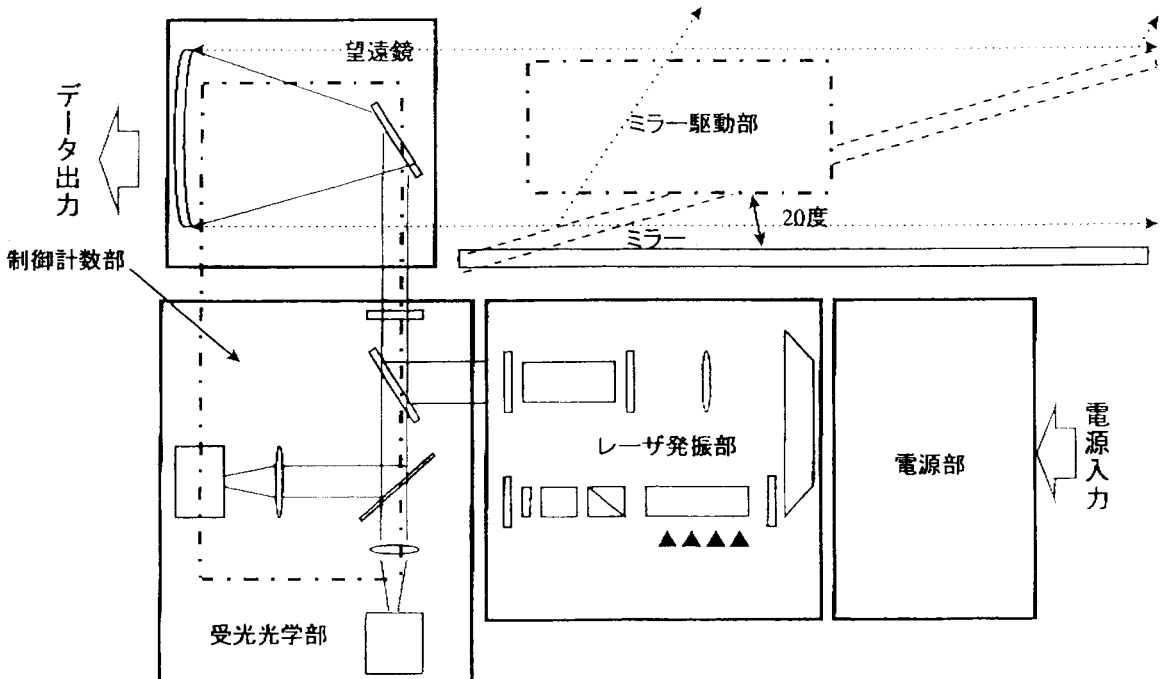 望遠鏡
データ出力
ミラー駆動部
20度
ミラー
制御計数部
レーザ発振部
電源部
電源入力
受光光学部